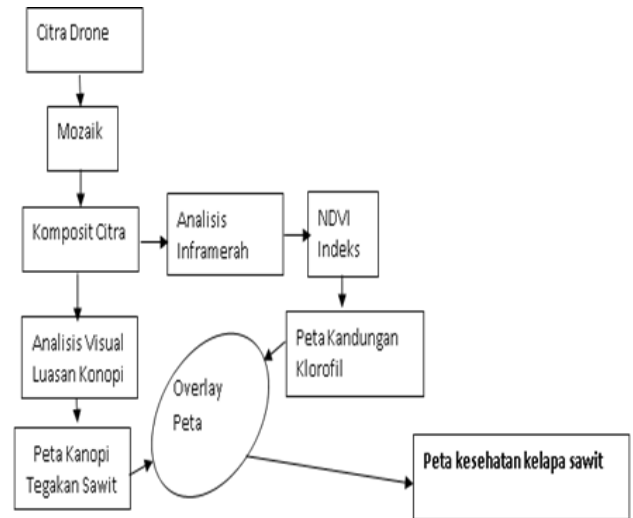 Citra Drone
Mozaik
Komposit Citra
Analisis
Inframerah
NDVI
Indeks
Analisis Visual
Luasan Konopi
Peta Kandungan
Klorofil
Overlay
Peta
Peta Kanopi
Tegakan Sawit
Peta kesehatan kelapa sawit